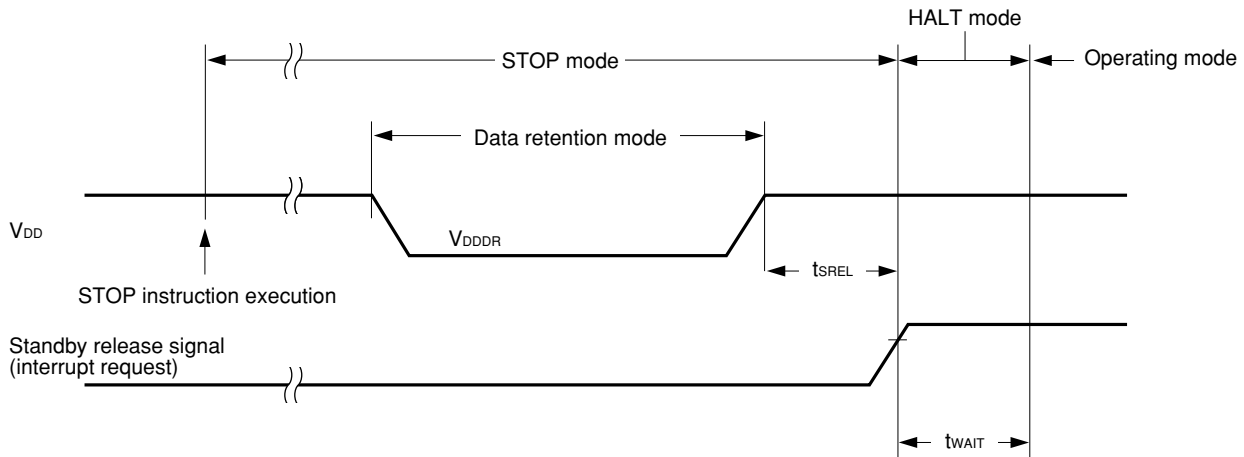 HALT mode
STOP mode
Operating mode
Data retention mode
VDD
VDDDR
tSREL
STOP instruction execution
Standby release signal
(interrupt request)
tWAIT